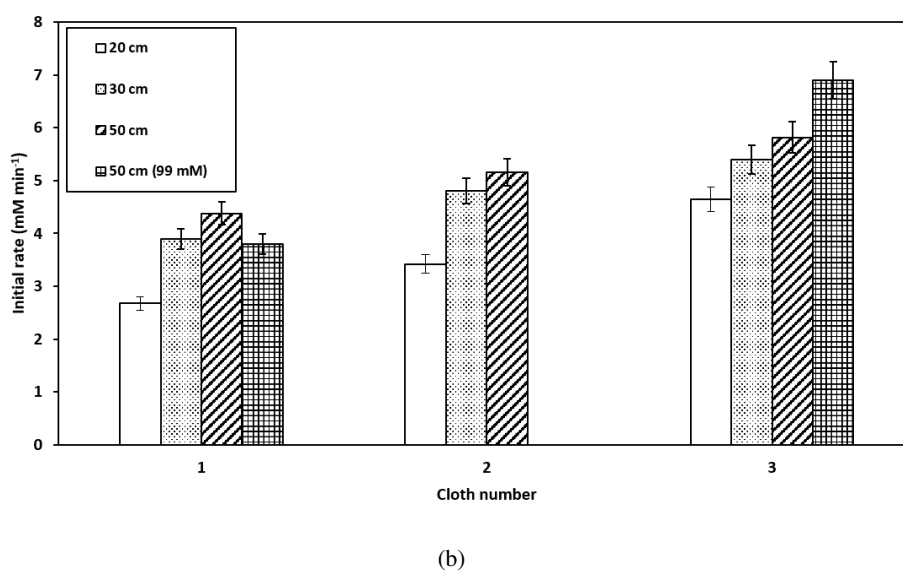 8
7
6
5
4
3
2
1
0
Initial rate (mM min⁻¹)
20 cm
30 cm
50 cm
50 cm (99 mM)
1 2 3
Cloth number
(b)